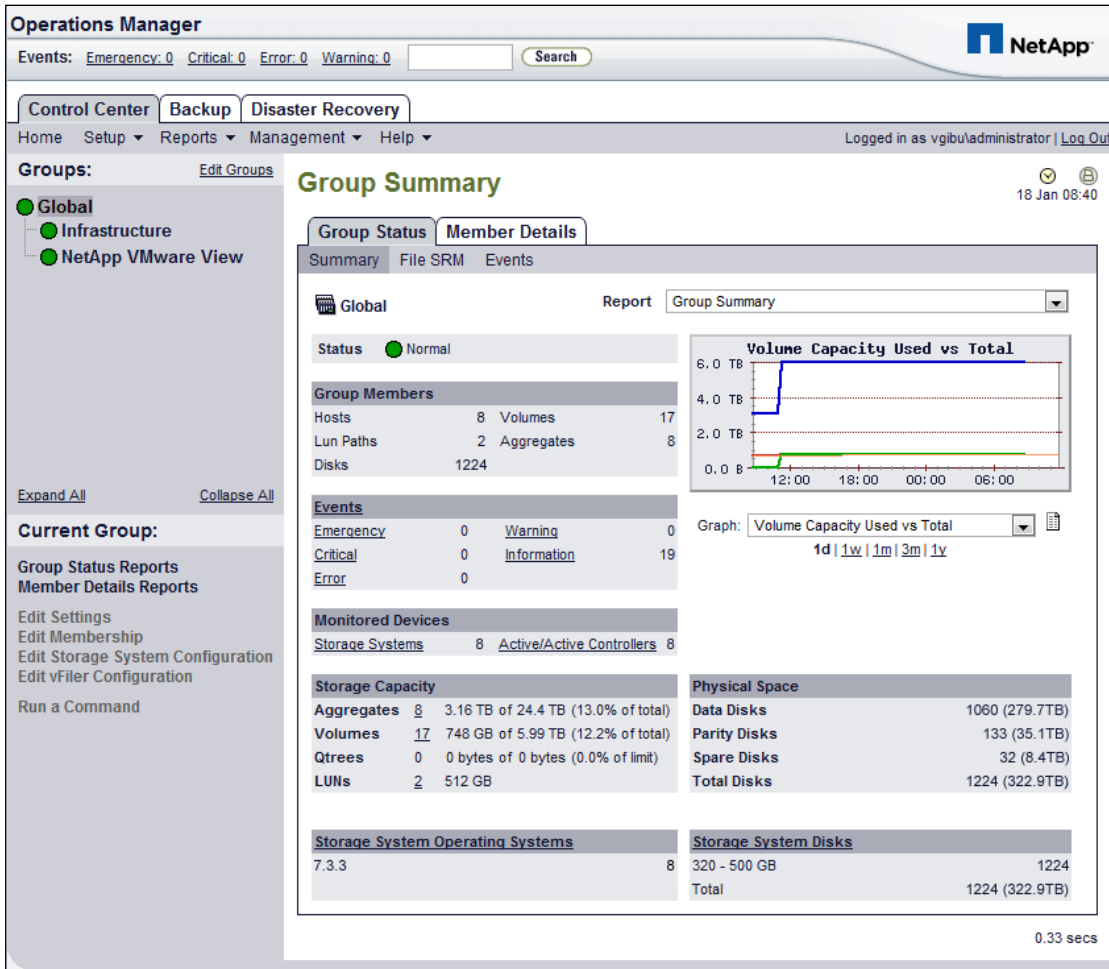 Operations Manager
Events: Emergency: 0 Critical: 0 Error: 0 Warning: 0 Search
NetApp
Control Center Backup Disaster Recovery
Home Setup Reports Management Help
Logged in as vgibu\administrator | Log Out
Groups: Edit Groups
Global
Infrastructure
NetApp VMware View
Expand All Collapse All
Current Group:
Group Status Reports
Member Details Reports
Edit Settings
Edit Membership
Edit Storage System Configuration
Edit vFiler Configuration
Run a Command
Group Summary
18 Jan 08:40
Group Status Member Details
Summary File SRM Events
Global
Report Group Summary
Status Normal
Group Members
Hosts 8 Volumes 17
Lun Paths 2 Aggregates 8
Disks 1224
Events
Emergency 0 Warning 0
Critical 0 Information 19
Error 0
Monitored Devices
Storage Systems 8 Active/Active Controllers 8
Volume Capacity Used vs Total
6.0 TB
4.0 TB
2.0 TB
0.0 B
12:00 18:00 00:00 06:00
Graph: Volume Capacity Used vs Total
1d | 1w | 1m | 3m | 1y
Storage Capacity
Aggregates 8 3.16 TB of 24.4 TB (13.0% of total)
Volumes 17 748 GB of 5.99 TB (12.2% of total)
Qtrees 0 0 bytes of 0 bytes (0.0% of limit)
LUNs 2 512 GB
Physical Space
Data Disks 1060 (279.7TB)
Parity Disks 133 (35.1TB)
Spare Disks 32 (8.4TB)
Total Disks 1224 (322.9TB)
Storage System Operating Systems
7.3.3 8
Storage System Disks
320 - 500 GB 1224
Total 1224 (322.9TB)
0.33 secs